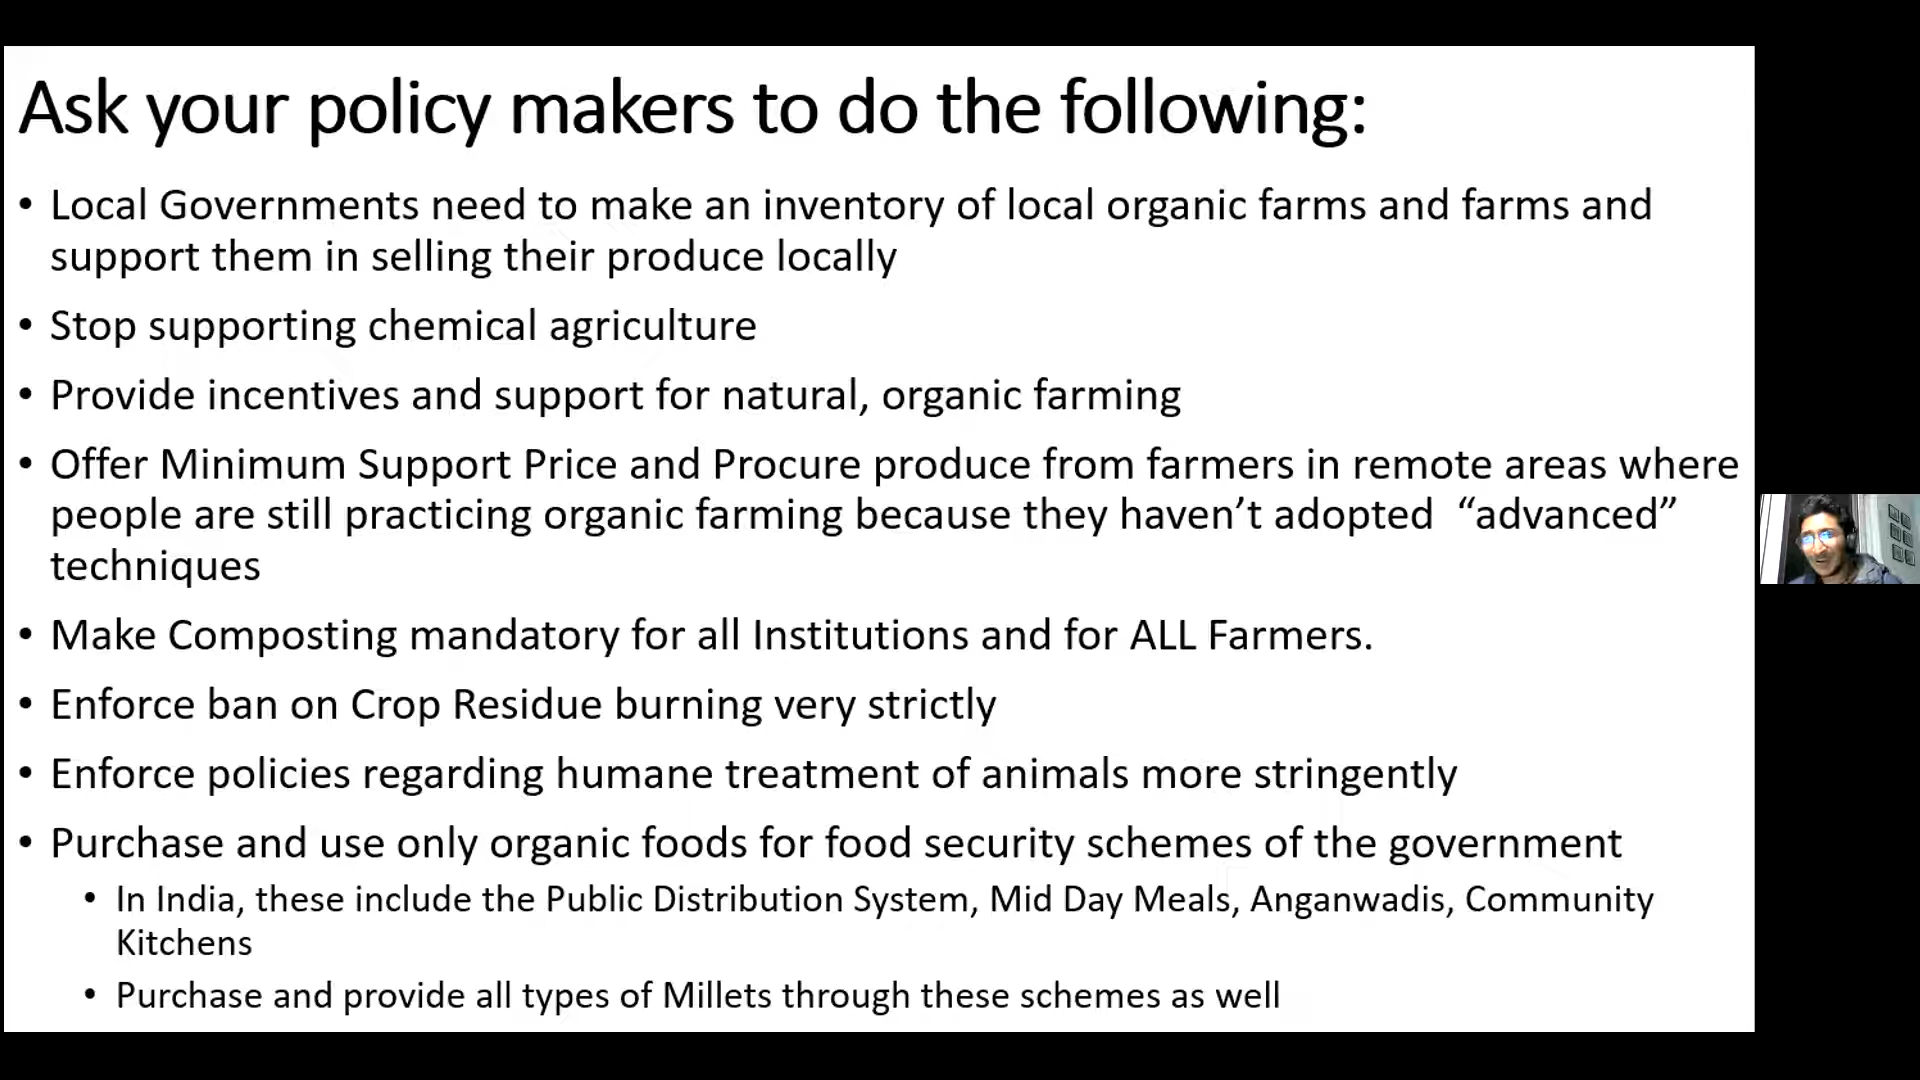 Ask your policy makers to do the following:
• Local Governments need to make an inventory of local organic farms and farms and
support them in selling their produce locally
• Stop supporting chemical agriculture
• Provide incentives and support for natural, organic farming
• Offer Minimum Support Price and Procure produce from farmers in remote areas where
people are still practicing organic farming because they haven’t adopted “advanced”
techniques
• Make Composting mandatory for all Institutions and for ALL Farmers.
• Enforce ban on Crop Residue burning very strictly
• Enforce policies regarding humane treatment of animals more stringently
• Purchase and use only organic foods for food security schemes of the government
• In India, these include the Public Distribution System, Mid Day Meals, Anganwadis, Community
Kitchens
• Purchase and provide all types of Millets through these schemes as well